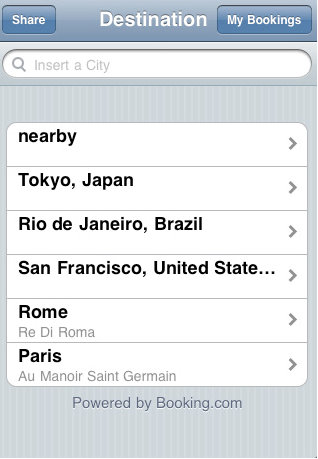 Share
Destination
My Bookings
Insert a City
nearby
Tokyo, Japan
Rio de Janeiro, Brazil
San Francisco, United State...
Rome
Re Di Roma
Paris
Au Manoir Saint Germain
Powered by Booking.com